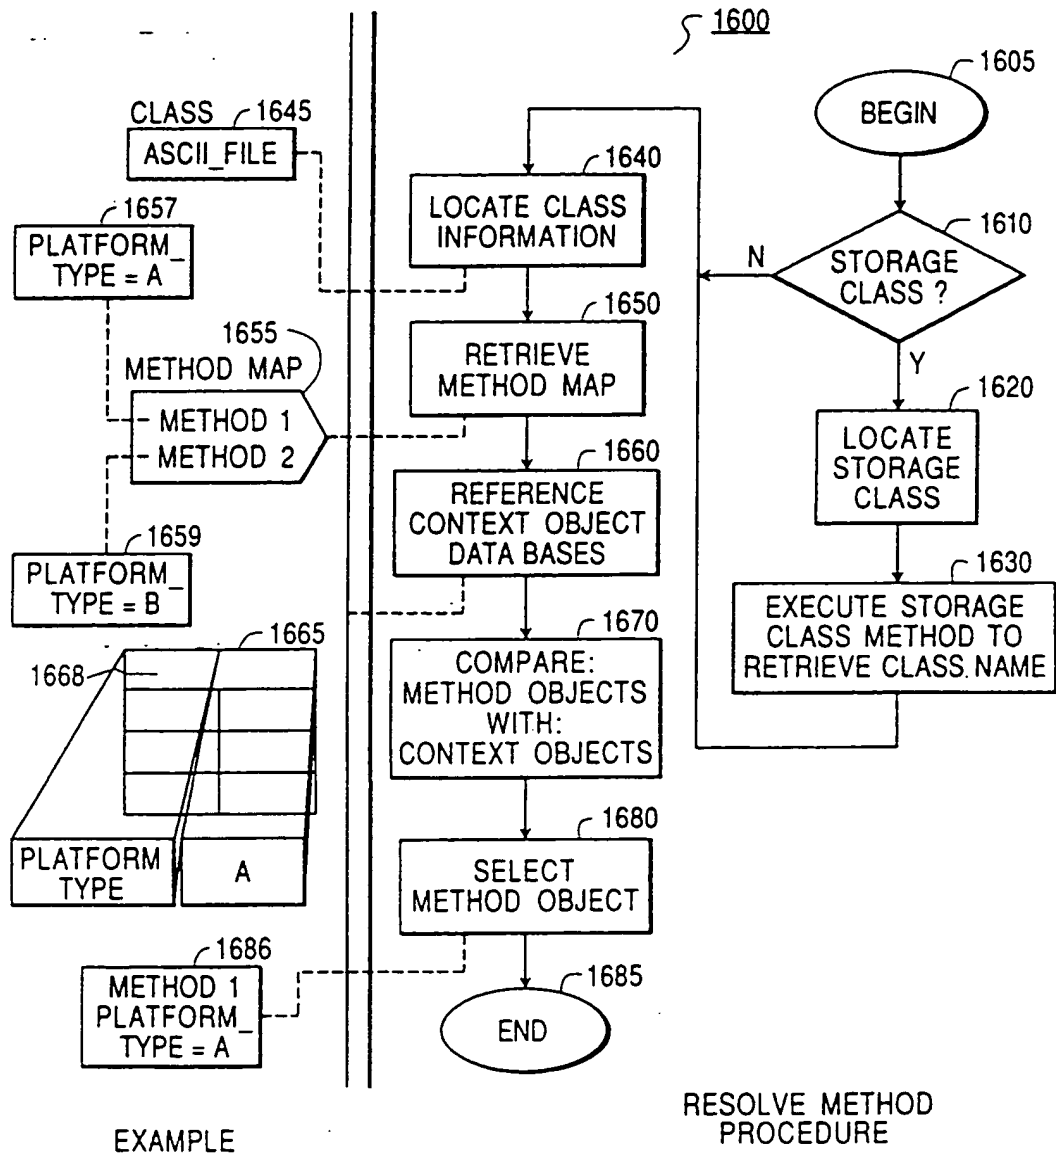 1600
1605
BEGIN
CLASS 1645
ASCII_FILE
1640
LOCATE CLASS
INFORMATION
1610
STORAGE
CLASS ?
N
Y
1657
PLATFORM_
TYPE = A
1650
RETRIEVE
METHOD MAP
1655
METHOD MAP
METHOD 1
METHOD 2
1620
LOCATE
STORAGE
CLASS
1660
REFERENCE
CONTEXT OBJECT
DATA BASES
1659
PLATFORM_
TYPE = B
1630
EXECUTE STORAGE
CLASS METHOD TO
RETRIEVE CLASS. NAME
1665
1668
PLATFORM
TYPE
A
1670
COMPARE:
METHOD OBJECTS
WITH:
CONTEXT OBJECTS
1680
SELECT
METHOD OBJECT
1686
METHOD 1
PLATFORM_
TYPE = A
1685
END
EXAMPLE
RESOLVE METHOD
PROCEDURE